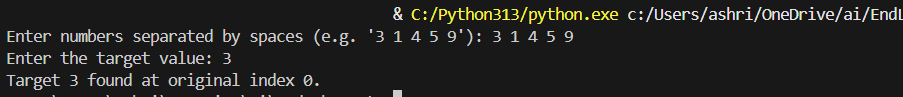 & C:/Python313/python.exe c:/Users/ashri/OneDrive/ai/EndL
Enter numbers separated by spaces (e.g. '3 1 4 5 9'): 3 1 4 5 9
Enter the target value: 3
Target 3 found at original index 0.